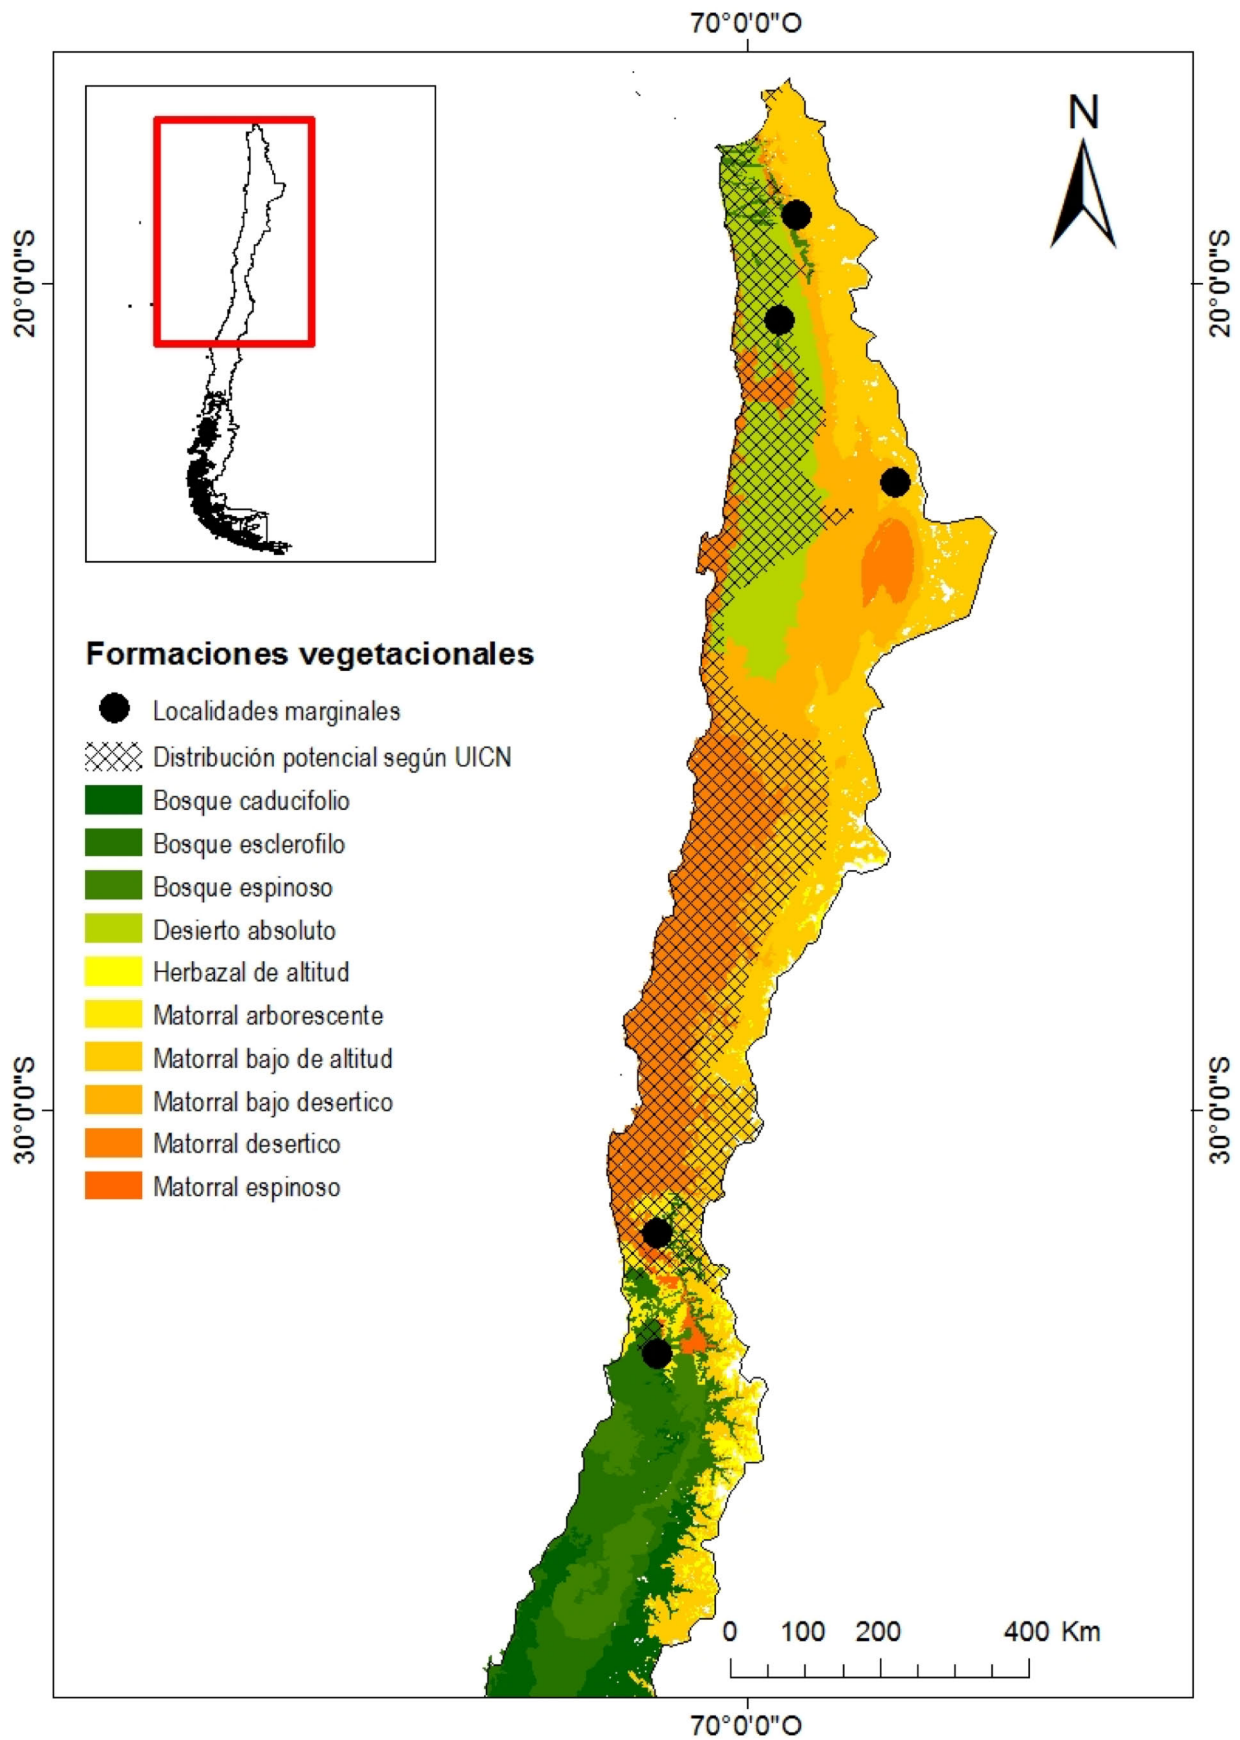 70°0'0"O
N
20°0'0"S
20°0'0"S
Formaciones vegetacionales
Localidades marginales
Distribución potencial según UICN
Bosque caducifolio
Bosque esclerofilo
Bosque espinoso
Desierto absoluto
Herbazal de altitud
Matorral arborescente
Matorral bajo de altitud
Matorral bajo desertico
Matorral desertico
Matorral espinoso
30°0'0"S
30°0'0"S
0 100 200 400 Km
70°0'0"O